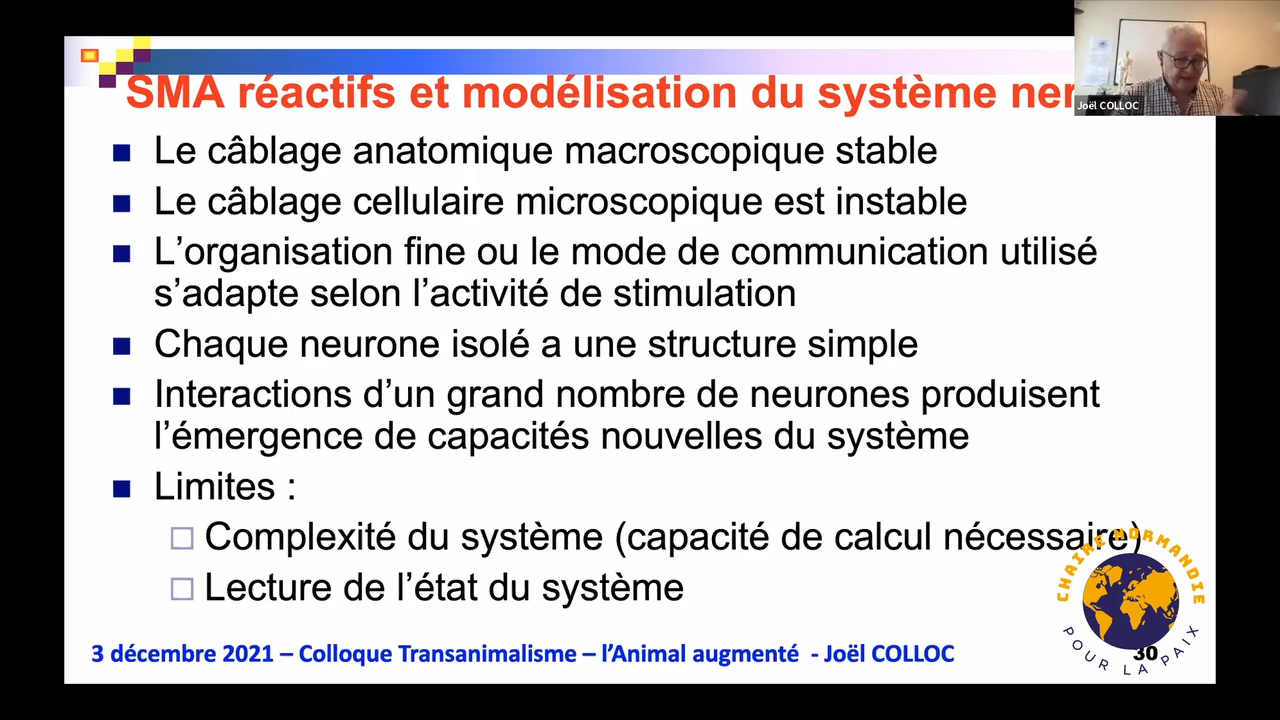 SMA réactifs et modélisation du système ner
Joël COLLOC
Le câblage anatomique macroscopique stable
Le câblage cellulaire microscopique est instable
L’organisation fine ou le mode de communication utilisé
s’adapte selon l’activité de stimulation
Chaque neurone isolé a une structure simple
Interactions d’un grand nombre de neurones produisent
l’émergence de capacités nouvelles du système
Limites :
Complexité du système (capacité de calcul nécessaire)
Lecture de l’état du système
CHAIRE NORMANDIE
POUR LA PAIX
3 décembre 2021 – Colloque Transanimalisme – l’Animal augmenté - Joël COLLOC
30